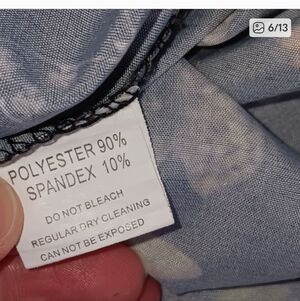 6/13
POLYESTER 90%
SPANDEX 10%
DO NOT BLEACH
REGULAR DRY CLEANING
CAN NOT BE EXPOSED